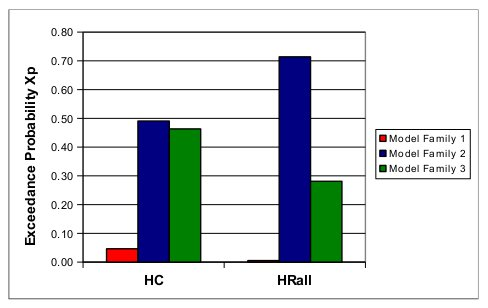 Exceedance Probability Xp
0.80
0.70
0.60
0.50
0.40
0.30
0.20
0.10
0.00
HC
HRall
Model Family 1
Model Family 2
Model Family 3